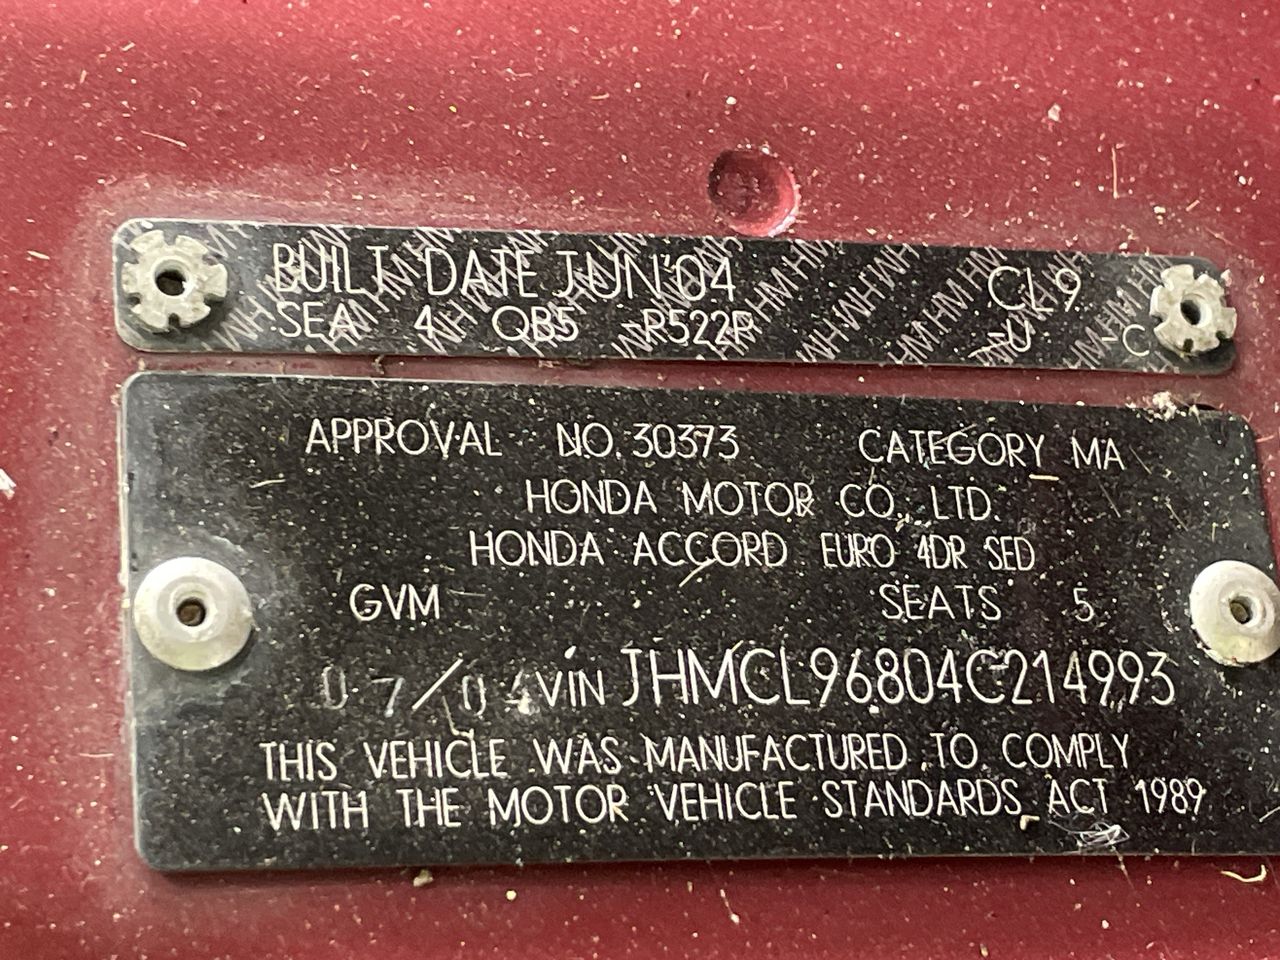 BUILT DATE JUN'04 CL9
SEA 4 QB5 -R522P -U -C
APPROVAL NO. 30373 CATEGORY MA
HONDA MOTOR CO., LTD.
HONDA ACCORD EURO 4DR SED
GVM SEATS 5
07/04 VIN JHMCL96804C214993
THIS VEHICLE WAS MANUFACTURED TO COMPLY
WITH THE MOTOR VEHICLE STANDARDS ACT 1989